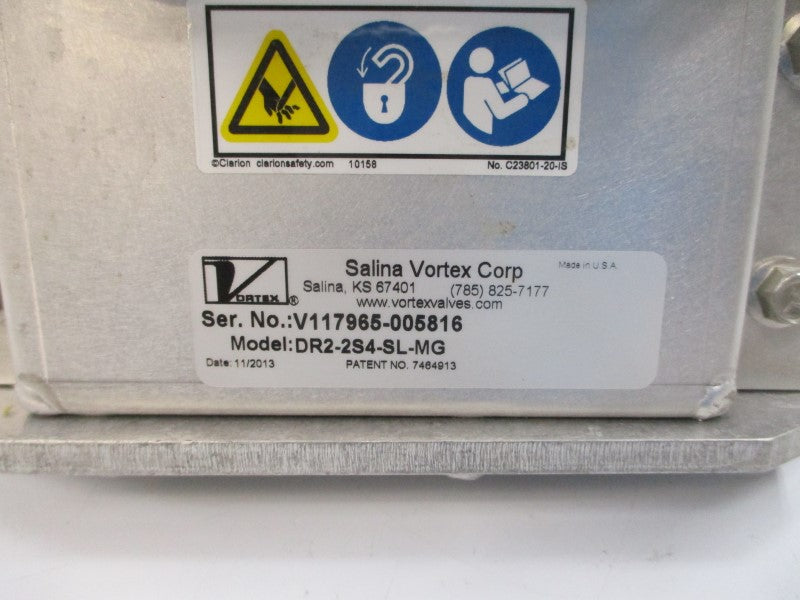 ©Clarion clarionsafety.com 10158 No. C23801-20-IS
VORTEX®
Salina Vortex Corp Made in U.S.A
Salina, KS 67401 (785) 825-7177
www.vortexvalves.com
Ser. No.:V117965-005816
Model:DR2-2S4-SL-MG
Date: 11/2013 PATENT NO. 7464913